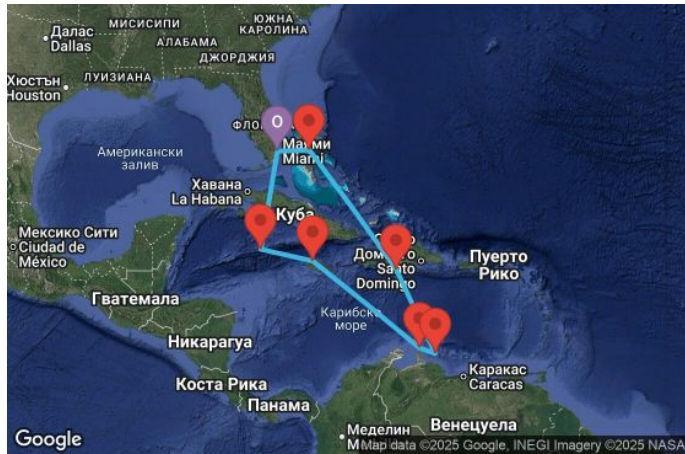 МИСИСИПИ
ЮЖНА
КАРОЛИНА
Далас
Dallas
АЛАБАМА
ДЖОРДЖИЯ
Хюстън
Houston
ЛУИЗИАНА
O
Маями
Miami
Американски
залив
Хавана
La Habana
Куба
Мексико Сити
Ciudad de
México
Santo
Domingo
Пуерто
Рико
Гватемала
Карибско
море
Никарагуа
Каракас
Caracas
Коста Рика
Панама
Венецуела
Меделин
Google
Map data ©2025 Google, INEGI Imagery ©2025 NASA